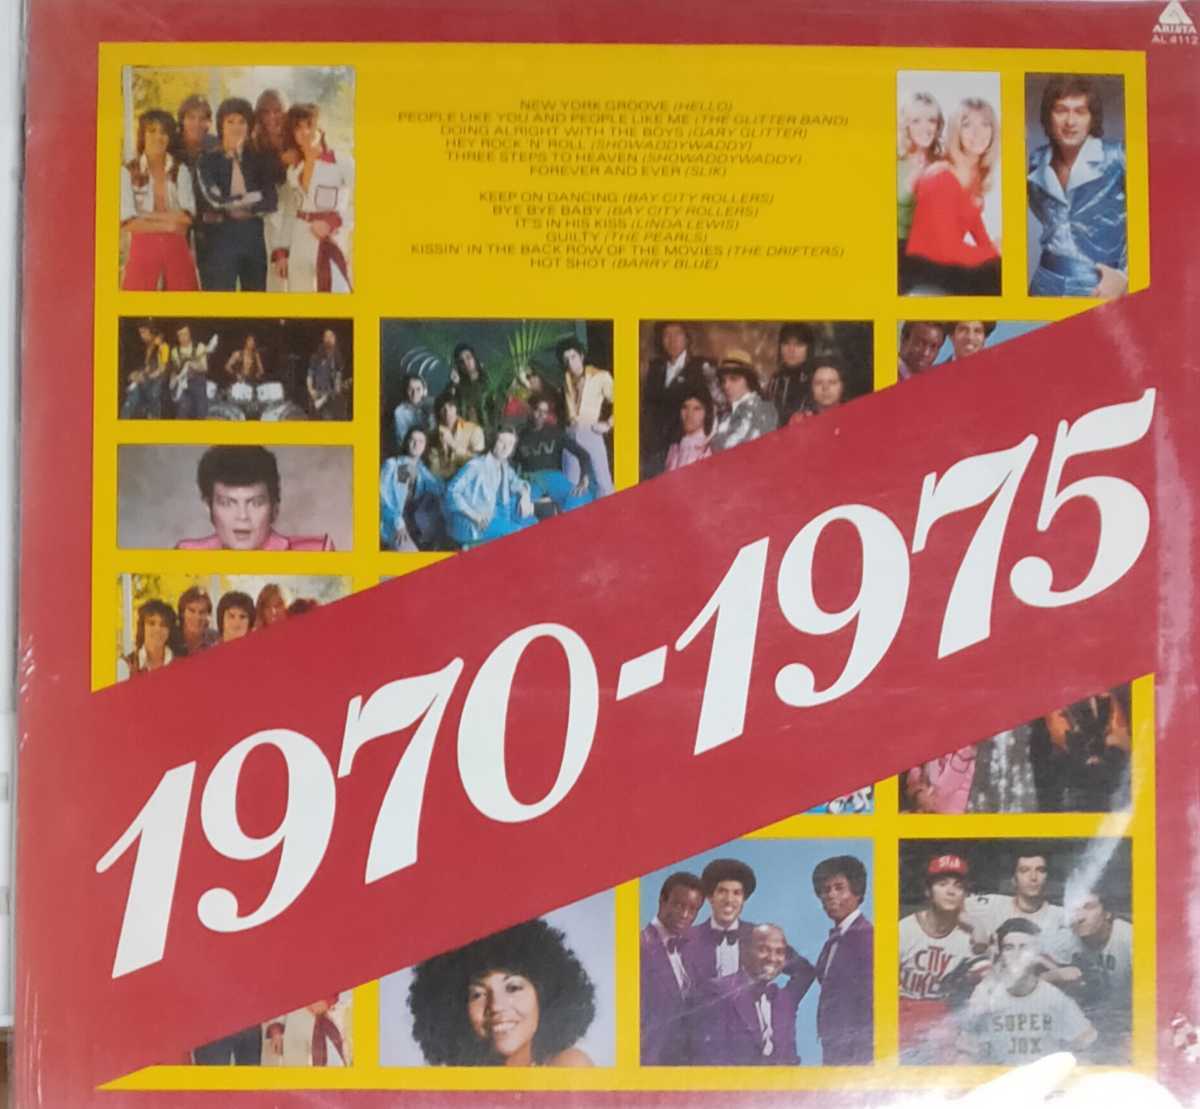 ARISTA
AL 4112
NEW YORK GROOVE (HELLO)
PEOPLE LIKE YOU AND PEOPLE LIKE ME (THE GLITTER BAND)
DOING ALRIGHT WITH THE BOYS (GARY GLITTER)
HEY ROCK 'N' ROLL (SHOWADDYWADDY)
THREE STEPS TO HEAVEN (SHOWADDYWADDY)
FOREVER AND EVER (SLIK)
KEEP ON DANCING (BAY CITY ROLLERS)
BYE BYE BABY (BAY CITY ROLLERS)
IT'S IN HIS KISS (LINDA LEWIS)
GUILTY (THE PEARLS)
KISSIN' IN THE BACK ROW OF THE MOVIES (THE DRIFTERS)
HOT SHOT (BARRY BLUE)
1970-1975
CITY
SUPER
JOX